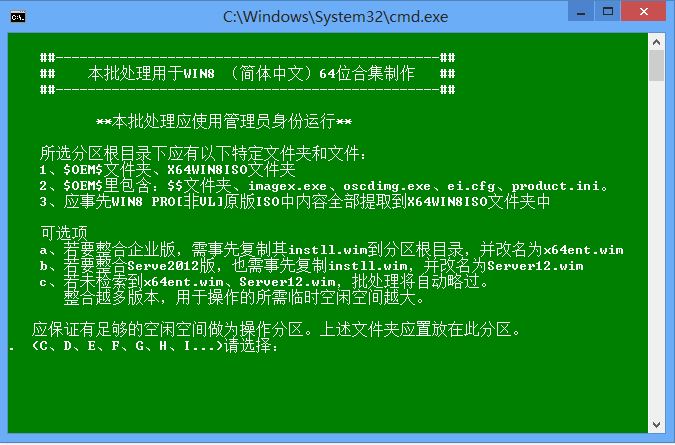 C:\Windows\System32\cmd.exe
##------------------------------------------------##
## 本批处理用于WIN8 （简体中文）64位合集制作 ##
##------------------------------------------------##
**本批处理应使用管理员身份运行**
所选分区根目录下应有以下特定文件夹和文件:
1、$OEM$文件夹、X64WIN8ISO文件夹
2、$OEM$里包含: $$文件夹、imagex.exe、oscdimg.exe、ei.cfg、product.ini。
3、应事先WIN8 PRO[非VL]原版ISO中内容全部提取到X64WIN8ISO文件夹中
可选项
a、若要整合企业版，需事先复制其instll.wim到分区根目录，并改名为x64ent.wim
b、若要整合Serve2012版，也需事先复制instll.wim，并改名为Server12.wim
c、若未检索到x64ent.wim、Server12.wim，批处理将自动略过。
整合越多版本，用于操作的所需临时空闲空间越大。
应保证有足够的空闲空间做为操作分区。上述文件夹应置放在此分区。
. (C、D、E、F、G、H、I...)请选择: